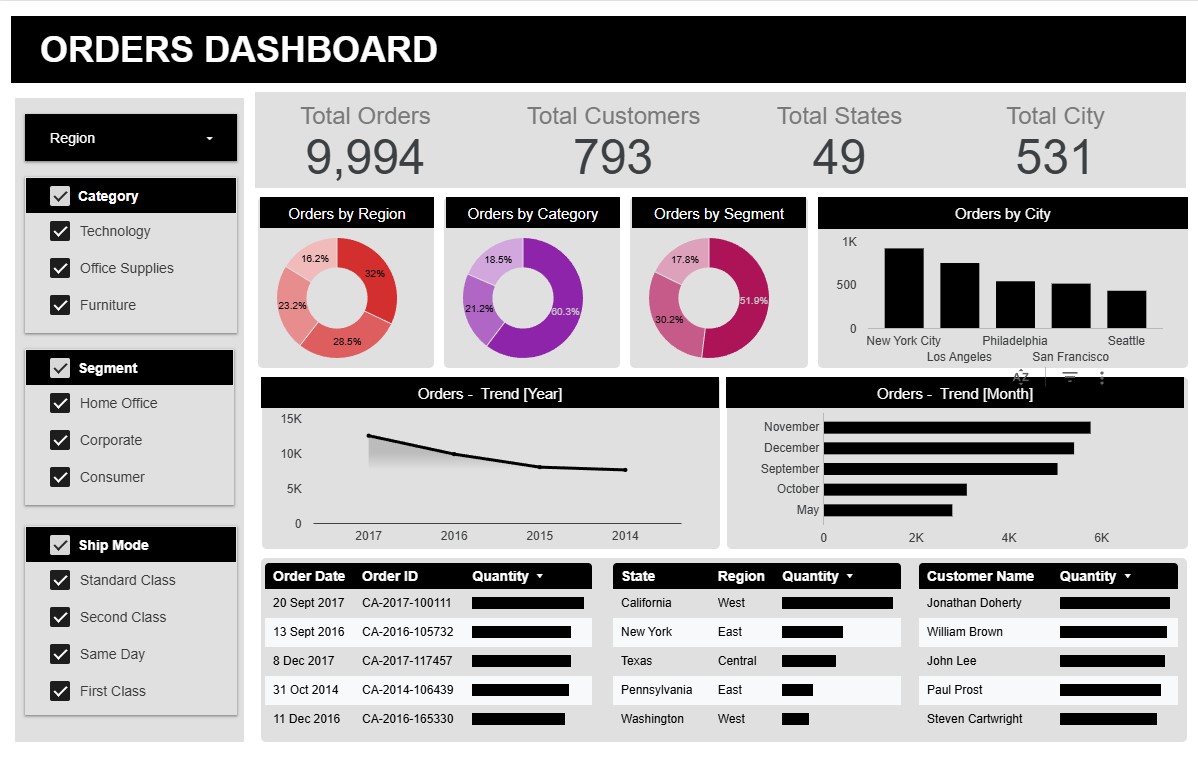 ORDERS DASHBOARD
Region
Category
Technology
Office Supplies
Furniture
Segment
Home Office
Corporate
Consumer
Ship Mode
Standard Class
Second Class
Same Day
First Class
Total Orders
9,994
Total Customers
793
Total States
49
Total City
531
Orders by Region
16.2%
32%
23.2%
28.5%
Orders by Category
18.5%
21.2%
60.3%
Orders by Segment
17.8%
51.9%
30.2%
Orders by City
1K
500
0
New York City Philadelphia Seattle
Los Angeles San Francisco
AZ
Orders - Trend [Year]
15K
10K
5K
0
2017 2016 2015 2014
Orders - Trend [Month]
November
December
September
October
May
0 2K 4K 6K
Order Date Order ID Quantity
20 Sept 2017 CA-2017-100111
13 Sept 2016 CA-2016-105732
8 Dec 2017 CA-2017-117457
31 Oct 2014 CA-2014-106439
11 Dec 2016 CA-2016-165330
State Region Quantity
California West
New York East
Texas Central
Pennsylvania East
Washington West
Customer Name Quantity
Jonathan Doherty
William Brown
John Lee
Paul Prost
Steven Cartwright